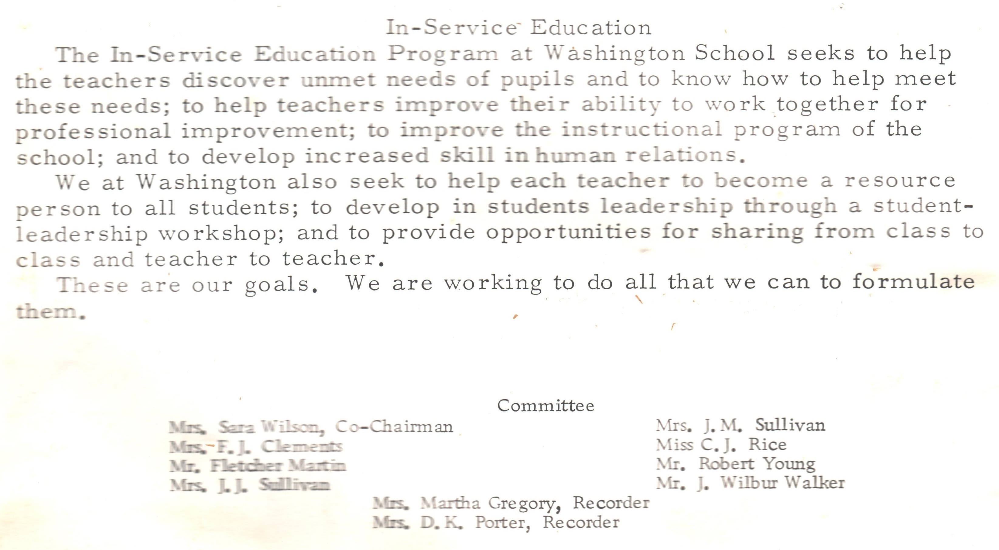 In-Service Education
The In-Service Education Program at Washington School seeks to help
the teachers discover unmet needs of pupils and to know how to help meet
these needs; to help teachers improve their ability to work together for
professional improvement; to improve the instructional program of the
school; and to develop increased skill in human relations.
We at Washington also seek to help each teacher to become a resource
person to all students; to develop in students leadership through a student-
leadership workshop; and to provide opportunities for sharing from class to
class and teacher to teacher.
These are our goals. We are working to do all that we can to formulate
them.
Committee
Mrs. Sara Wilson, Co-Chairman
Mrs. F. J. Clements
Mr. Fletcher Martin
Mrs. J. J. Sullivan
Mrs. J. M. Sullivan
Miss C. J. Rice
Mr. Robert Young
Mr. J. Wilbur Walker
Mrs. Martha Gregory, Recorder
Mrs. D. K. Porter, Recorder